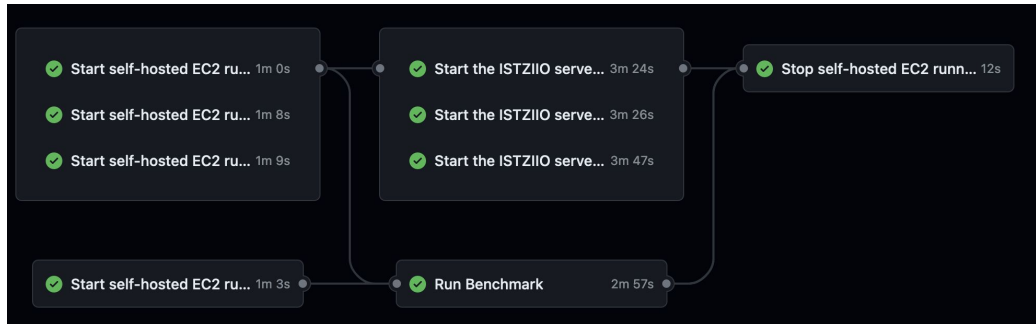 Start self-hosted EC2 ru... 1m 0s
Start self-hosted EC2 ru... 1m 8s
Start self-hosted EC2 ru... 1m 9s
Start the ISTZIIO serve... 3m 24s
Start the ISTZIIO serve... 3m 26s
Start the ISTZIIO serve... 3m 47s
Stop self-hosted EC2 runn... 12s
Start self-hosted EC2 ru... 1m 3s
Run Benchmark 2m 57s